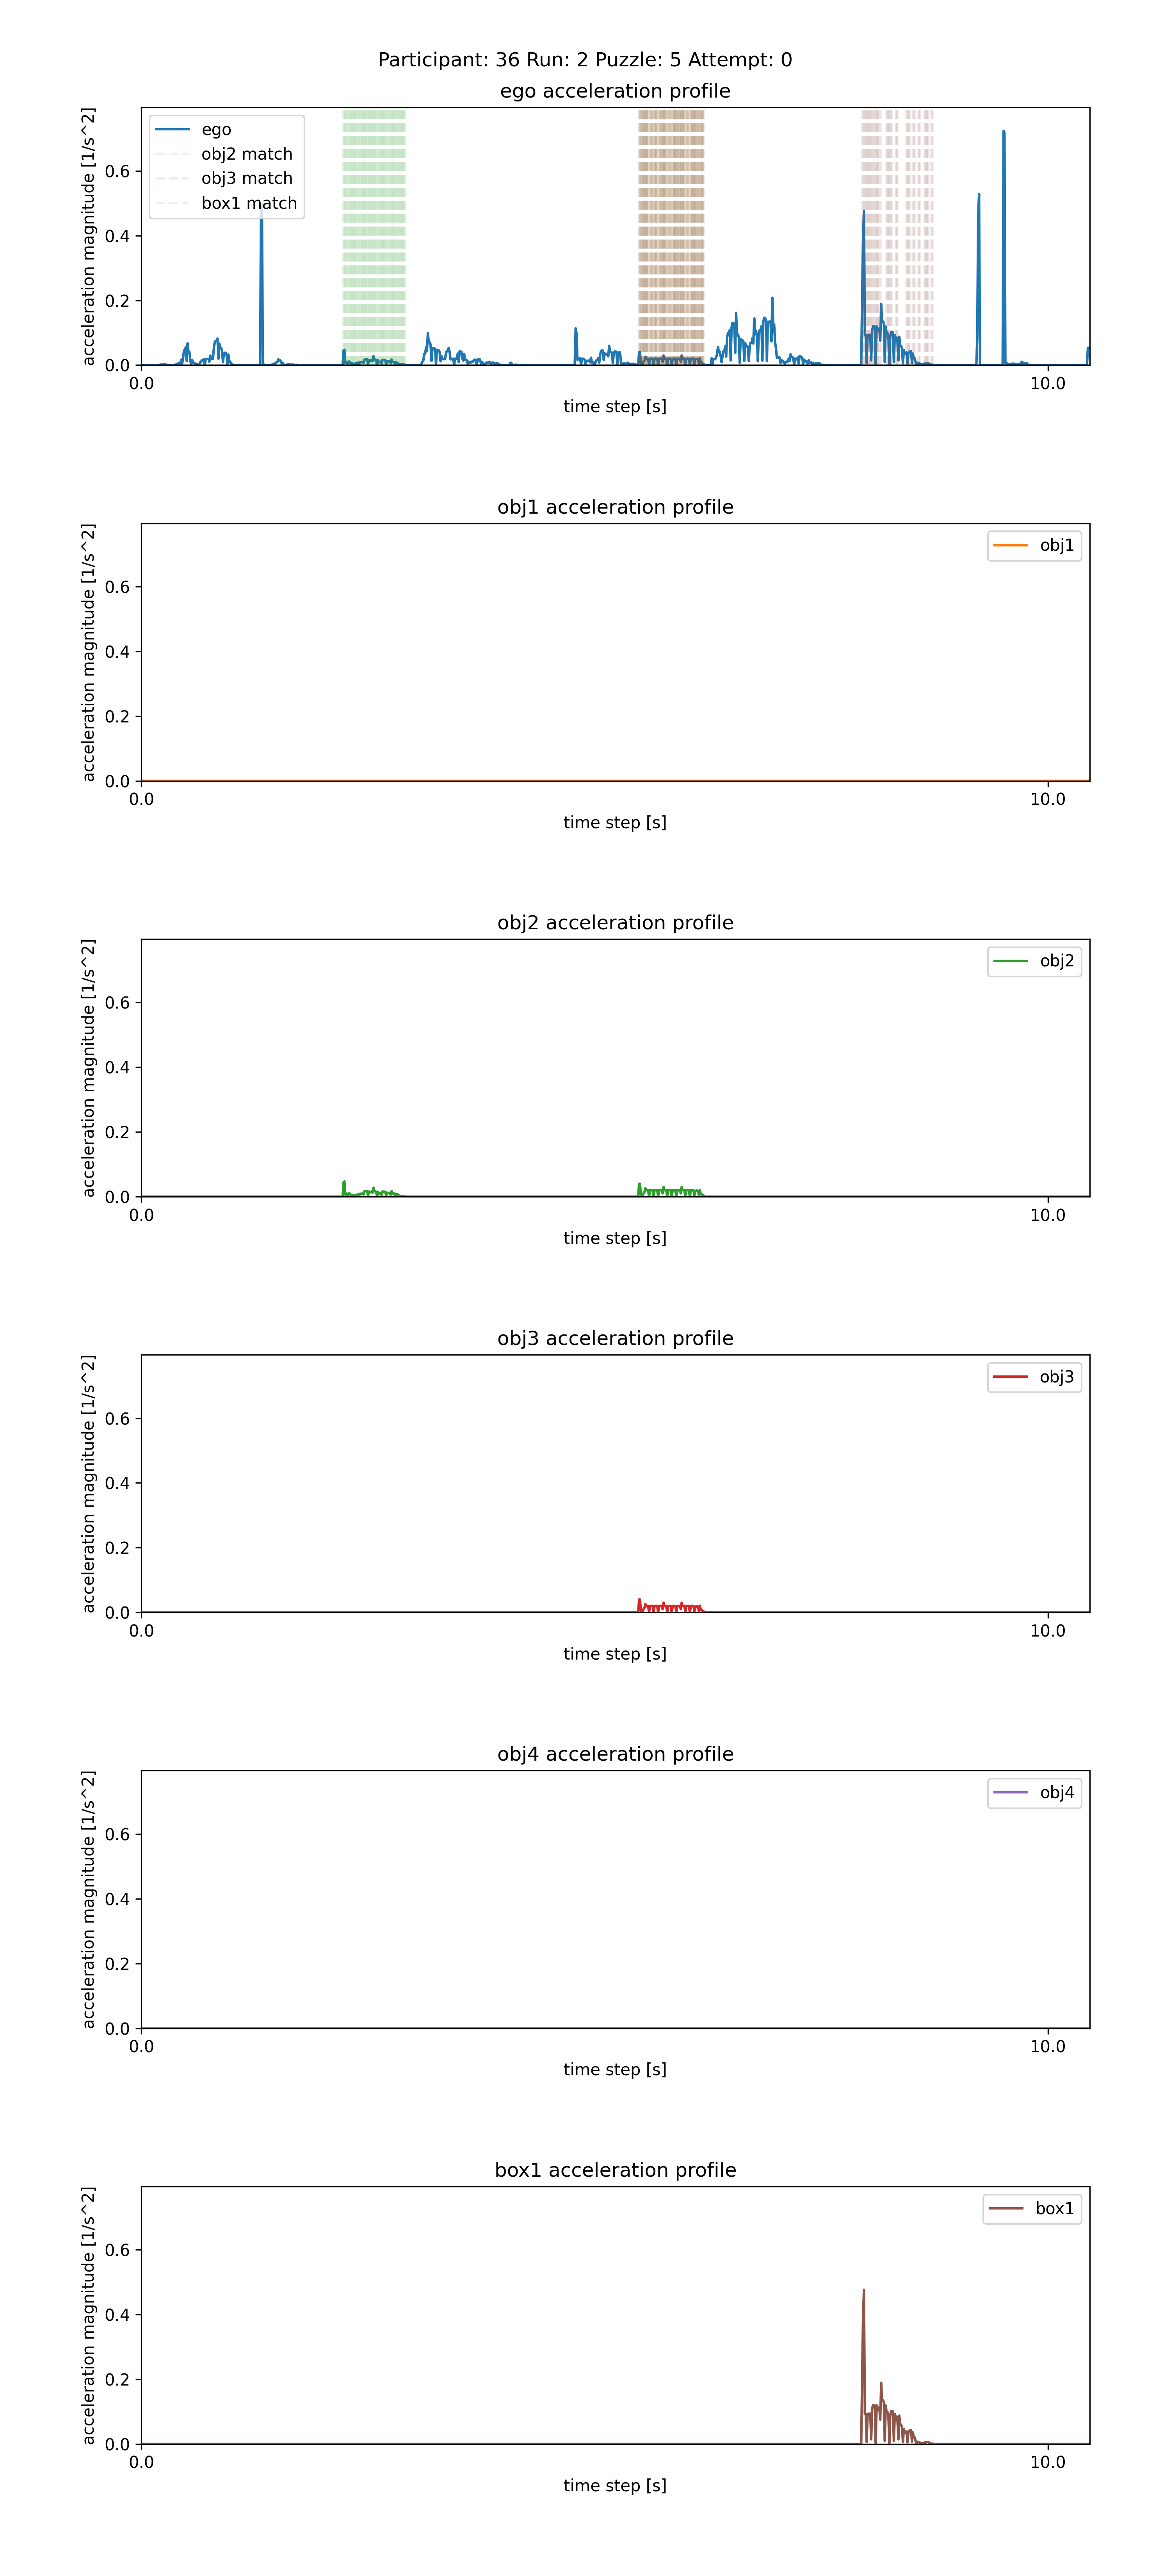 Participant: 36 Run: 2 Puzzle: 5 Attempt: 0
ego acceleration profile
acceleration magnitude [1/s^2]
0.6
0.4
0.2
0.0
ego
obj2 match
obj3 match
box1 match
0.0 10.0
time step [s]
obj1 acceleration profile
acceleration magnitude [1/s^2]
0.6
0.4
0.2
0.0
obj1
0.0 10.0
time step [s]
obj2 acceleration profile
acceleration magnitude [1/s^2]
0.6
0.4
0.2
0.0
obj2
0.0 10.0
time step [s]
obj3 acceleration profile
acceleration magnitude [1/s^2]
0.6
0.4
0.2
0.0
obj3
0.0 10.0
time step [s]
obj4 acceleration profile
acceleration magnitude [1/s^2]
0.6
0.4
0.2
0.0
obj4
0.0 10.0
time step [s]
box1 acceleration profile
acceleration magnitude [1/s^2]
0.6
0.4
0.2
0.0
box1
0.0 10.0
time step [s]